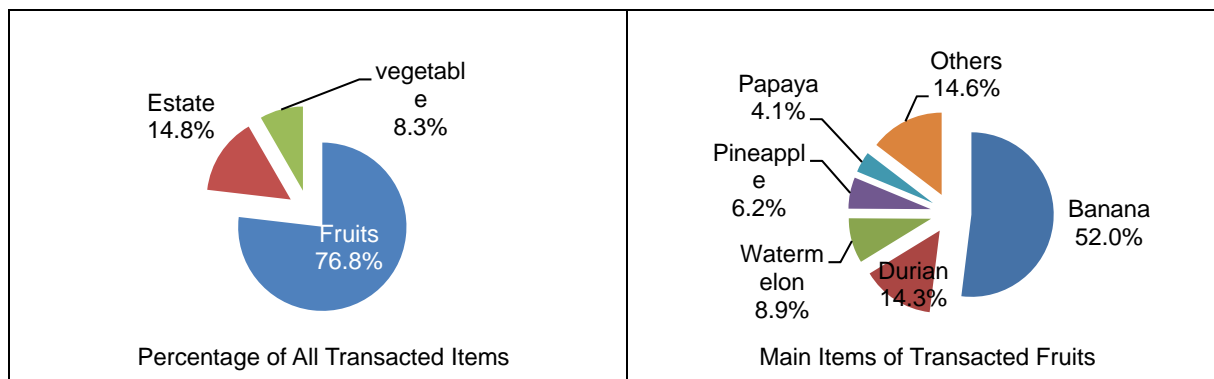 vegetabl
e
8.3%
Estate
14.8%
Fruits
76.8%
Percentage of All Transacted Items
Others
14.6%
Papaya
4.1%
Pineappl
e
6.2%
Waterm
elon
8.9%
Durian
14.3%
Banana
52.0%
Main Items of Transacted Fruits